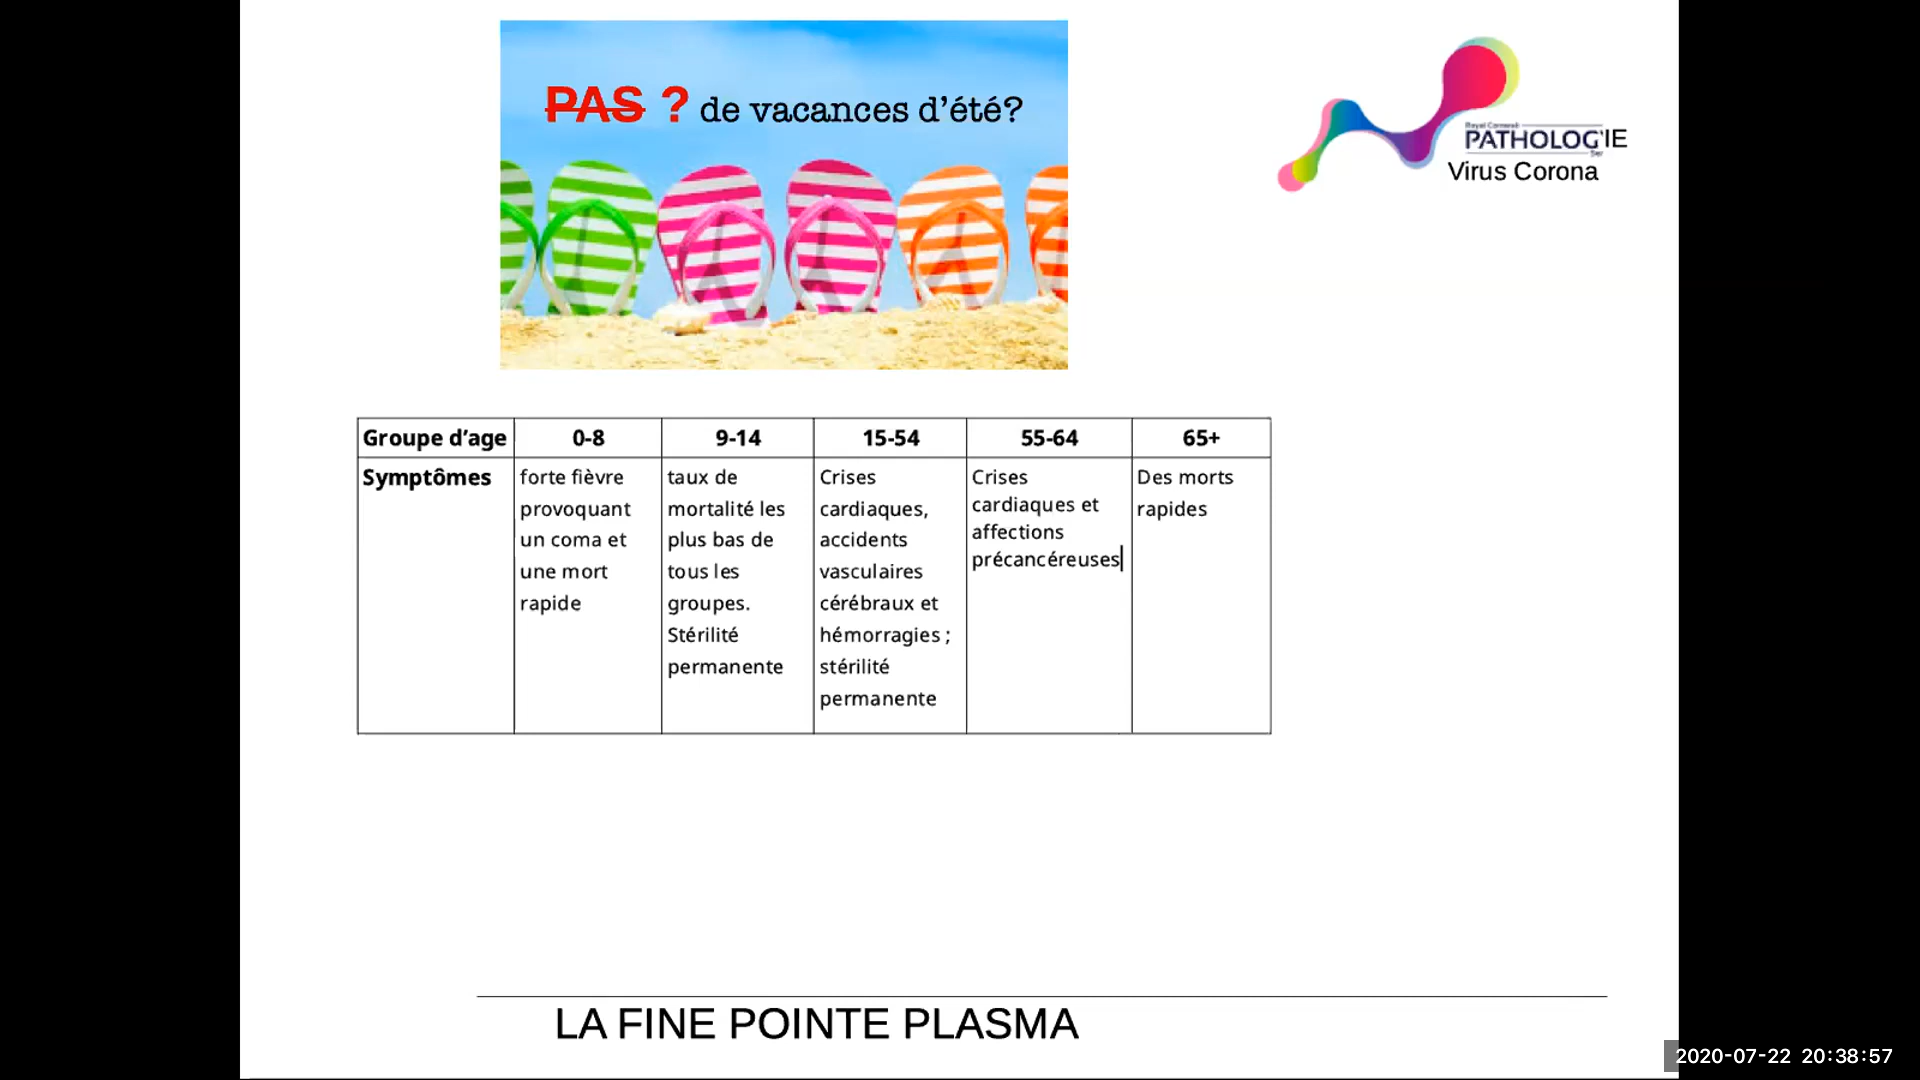 PAS ? de vacances d'été?
Royal Cornwall
PATHOLOG'IE
Virus Corona
Groupe d'age 0-8 9-14 15-54 55-64 65+
Symptômes
forte fièvre
provoquant
un coma et
une mort
rapide
taux de
mortalité les
plus bas de
tous les
groupes.
Stérilité
permanente
Crises
cardiaques,
accidents
vasculaires
cérébraux et
hémorragies ;
stérilité
permanente
Crises
cardiaques et
affections
précancéreuses
Des morts
rapides
LA FINE POINTE PLASMA
2020-07-22 20:38:57